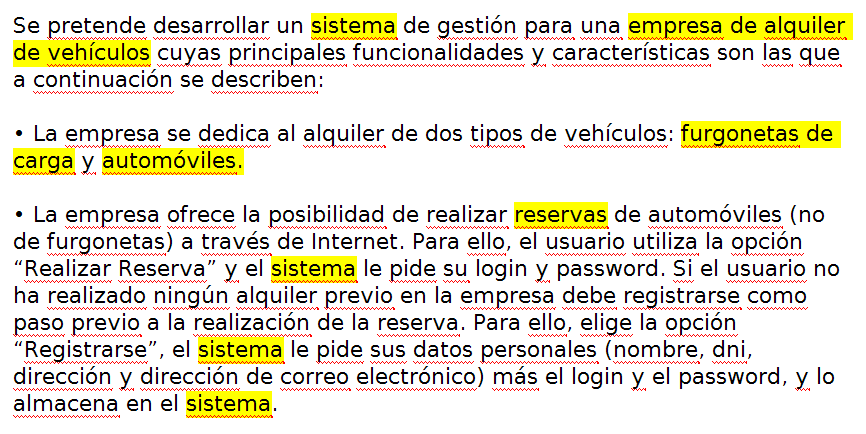 Se pretende desarrollar un sistema de gestión para una empresa de alquiler
de vehículos cuyas principales funcionalidades y características son las que
a continuación se describen:
• La empresa se dedica al alquiler de dos tipos de vehículos: furgonetas de
carga y automóviles.
• La empresa ofrece la posibilidad de realizar reservas de automóviles (no
de furgonetas) a través de Internet. Para ello, el usuario utiliza la opción
“Realizar Reserva” y el sistema le pide su login y password. Si el usuario no
ha realizado ningún alquiler previo en la empresa debe registrarse como
paso previo a la realización de la reserva. Para ello, elige la opción
“Registrarse”, el sistema le pide sus datos personales (nombre, dni,
dirección y dirección de correo electrónico) más el login y el password, y lo
almacena en el sistema.